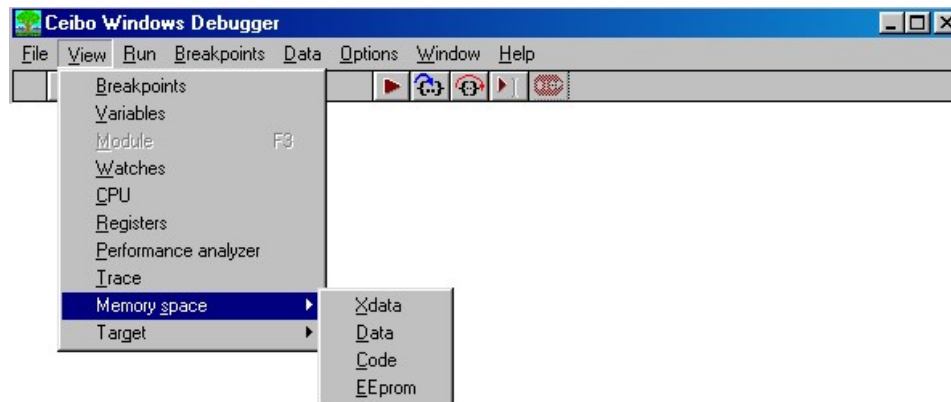 Ceibo Windows Debugger
File View Run Breakpoints Data Options Window Help
Breakpoints
Variables
Module F3
Watches
CPU
Registers
Performance analyzer
Trace
Memory space
Xdata
Target
Data
Code
EEprom